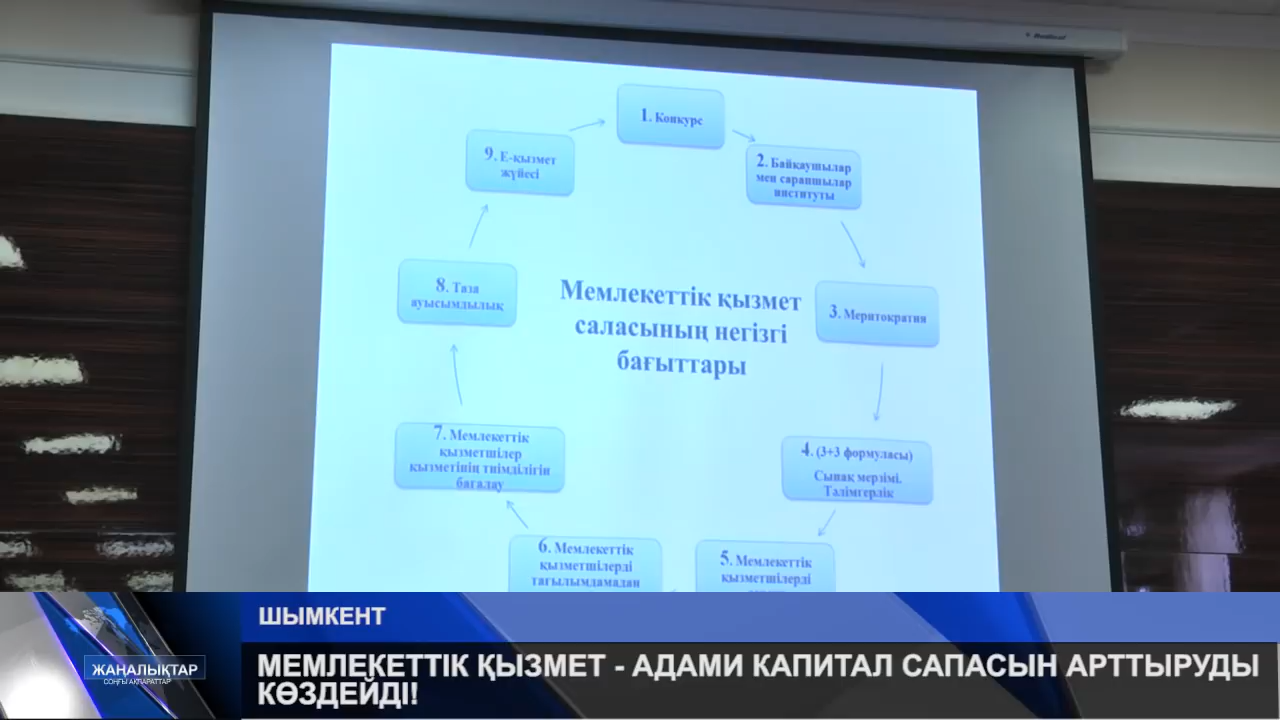 1. Конкурс
2. Байқаушылар
мен сарапшылар
институты
3. Меритократия
4. (3+3 формуласы)
Сынақ мерзімі.
Тәлімгерлік
5. Мемлекеттік
қызметшілерді
6. Мемлекеттік
қызметшілерді
тағылымдамадан
7. Мемлекеттік
қызметшілер
қызметінің тиімділігін
бағалау
8. Таза
ауысымдылық
9. Е-қызмет
жүйесі
Мемлекеттік қызмет
саласының негізгі
бағыттары
ШЫМКЕНТ
ЖАҢАЛЫҚТАР
СОҢҒЫ АҚПАРАТТАР
МЕМЛЕКЕТТІК ҚЫЗМЕТ - АДАМИ КАПИТАЛ САПАСЫН АРТТЫРУДЫ
КӨЗДЕЙДІ!